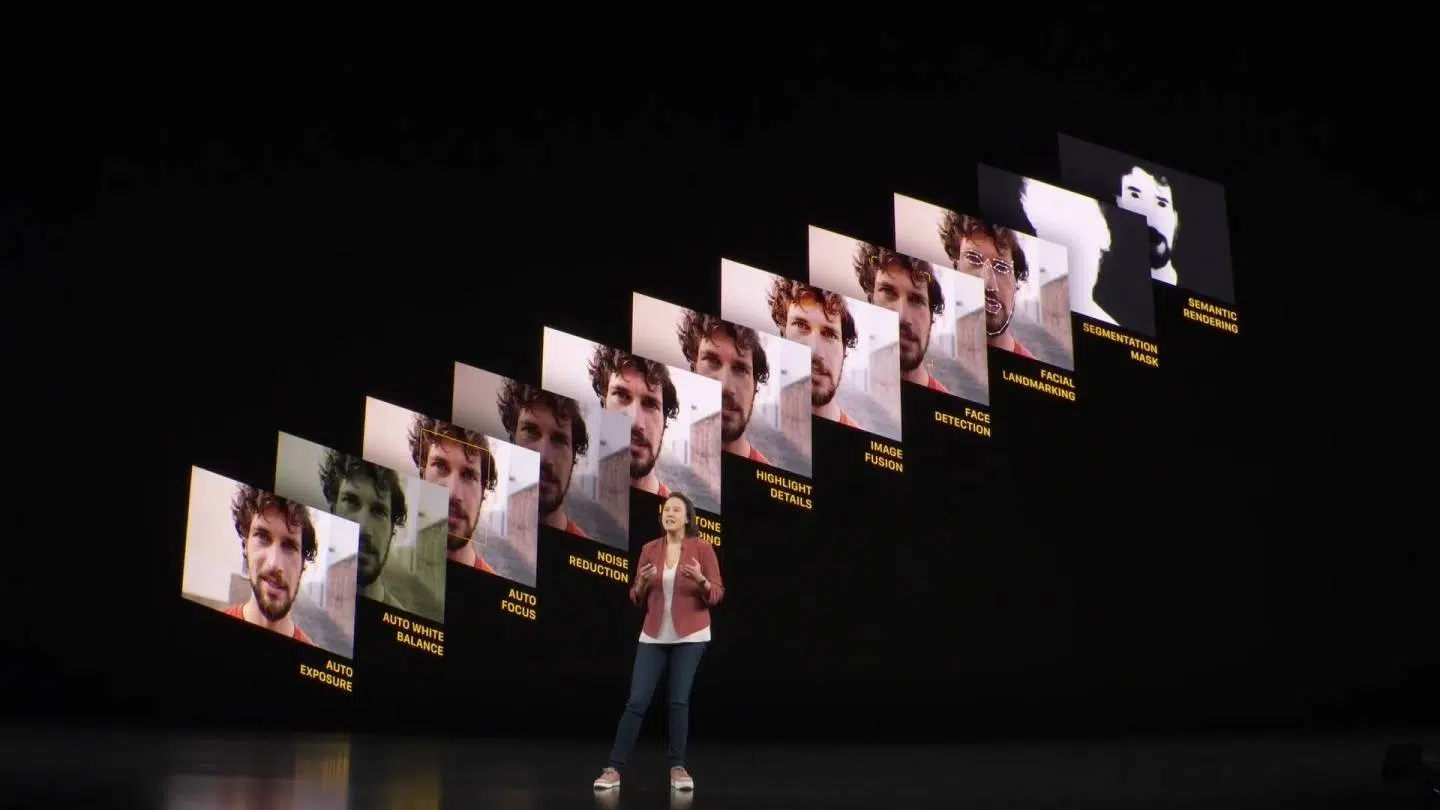 AUTO
EXPOSURE
AUTO WHITE
BALANCE
AUTO
FOCUS
NOISE
REDUCTION
TONE
HIGHLIGHT
DETAILS
IMAGE
FUSION
FACE
DETECTION
FACIAL
LANDMARKING
SEGMENTATION
MASK
SEMANTIC
RENDERING